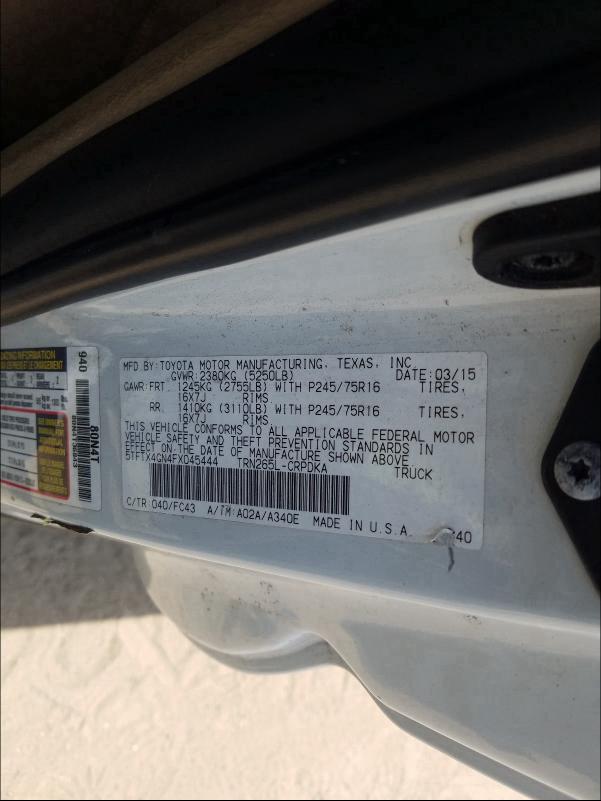 MFD BY: TOYOTA MOTOR MANUFACTURING, TEXAS, INC.
GVWR: 2380KG (5250LB) DATE: 03/15
GAWR: FRT. 1245KG (2755LB) WITH P245/75R16 TIRES,
16X7J RIMS
RR. 1410KG (3110LB) WITH P245/75R16 TIRES,
16X7J RIMS
THIS VEHICLE CONFORMS TO ALL APPLICABLE FEDERAL MOTOR
VEHICLE SAFETY AND THEFT PREVENTION STANDARDS IN
EFFECT ON THE DATE OF MANUFACTURE SHOWN ABOVE
5TFTX4GN4FX045444 TRN265L-CRPDKA TRUCK
C/TR: 040/FC43 A/TM: A02A/A340E MADE IN U.S.A.
040
80N4T
LOADING INFORMATION